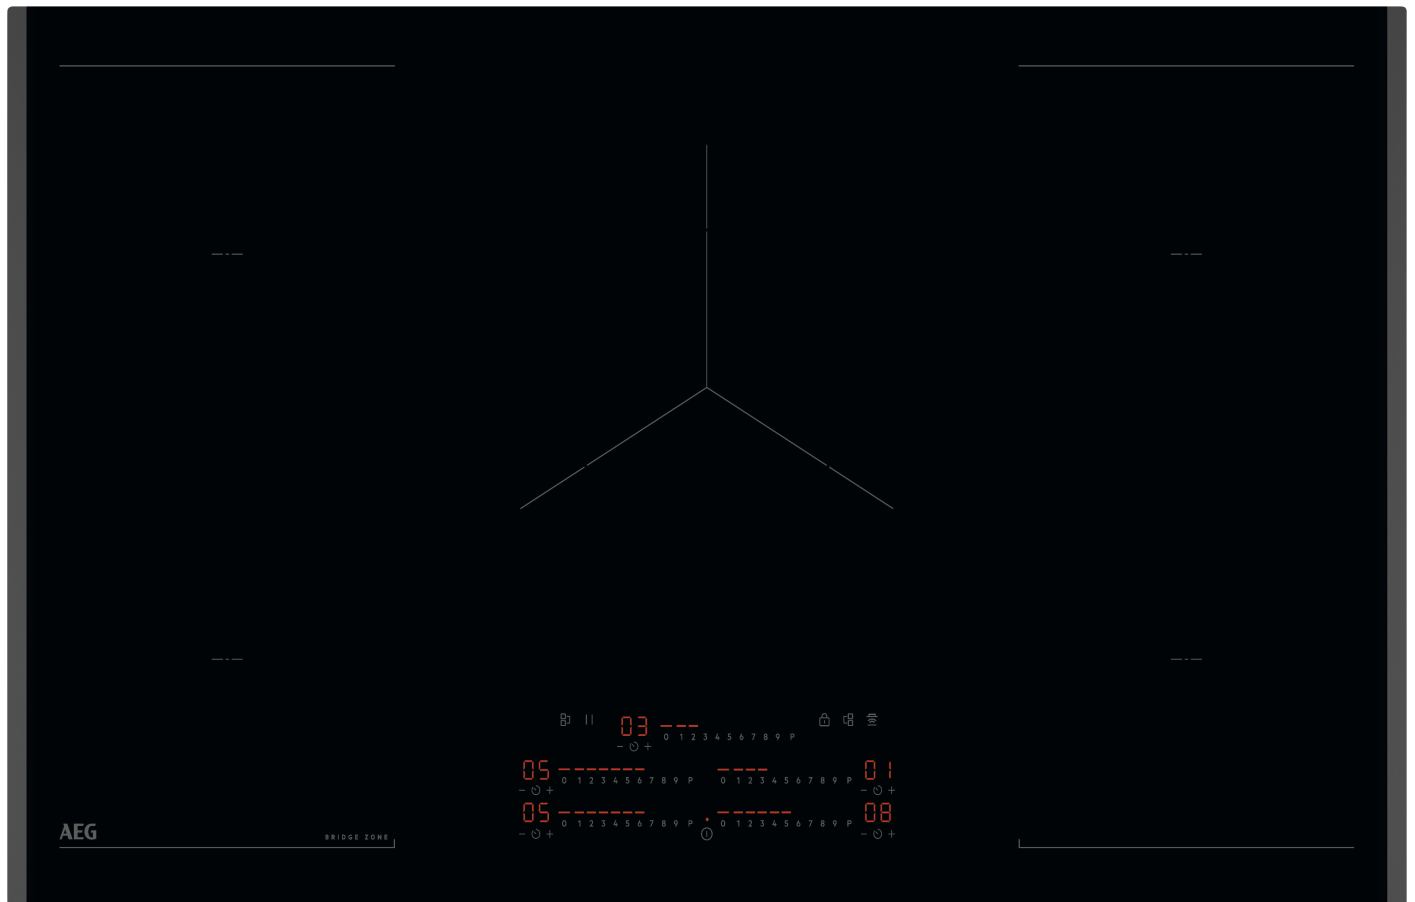 03
0 1 2 3 4 5 6 7 8 9 P
- +
05 0 1 2 3 4 5 6 7 8 9 P
0 1 2 3 4 5 6 7 8 9 P 01
- +
- +
05 0 1 2 3 4 5 6 7 8 9 P
0 1 2 3 4 5 6 7 8 9 P 08
- +
- +
AEG
BRIDGE ZONE